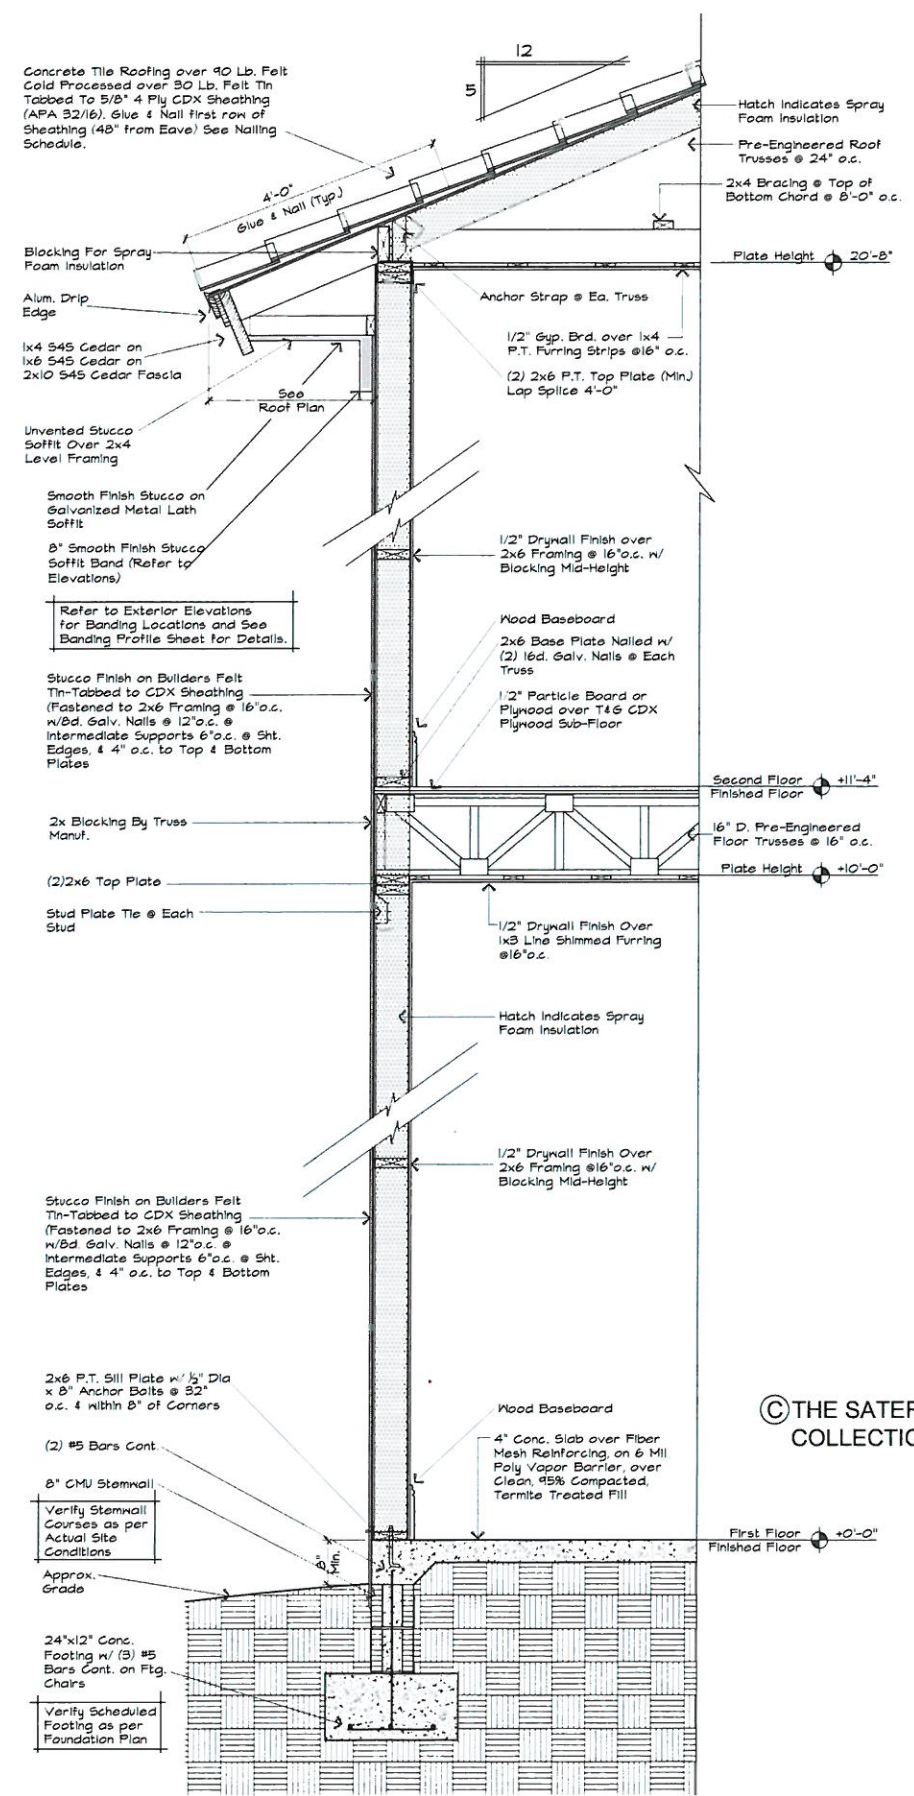 12
5
Concrete Tile Roofing over 90 Lb. Felt
Cold Processed over 30 Lb. Felt Tin
Tabbed To 5/8" 4 Ply CDX Sheathing
(APA 32/16). Glue & Nail first row of
Sheathing (48" from Eave) See Nailing
Schedule.
4'-0"
Glue & Nail (Typ.)
Hatch Indicates Spray
Foam Insulation
Pre-Engineered Roof
Trusses @ 24" o.c.
2x4 Bracing @ Top of
Bottom Chord @ 8'-0" o.c.
Blocking For Spray
Foam Insulation
Plate Height 20'-8"
Alum. Drip
Edge
Anchor Strap @ Ea. Truss
1x4 S4S Cedar on
1x6 S4S Cedar on
2x10 S4S Cedar Fascia
1/2" Gyp. Brd. over 1x4
P.T. Furring Strips @16" o.c.
(2) 2x6 P.T. Top Plate (Min.)
Lap Splice 4'-0"
See
Roof Plan
Unvented Stucco
Soffit Over 2x4
Level Framing
Smooth Finish Stucco on
Galvanized Metal Lath
Soffit
8" Smooth Finish Stucco
Soffit Band (Refer to
Elevations)
1/2" Drywall Finish over
2x6 Framing @ 16"o.c. w/
Blocking Mid-Height
Refer to Exterior Elevations
for Banding Locations and See
Banding Profile Sheet for Details.
Wood Baseboard
2x6 Base Plate Nailed w/
(2) 16d. Galv. Nails @ Each
Truss
Stucco Finish on Builders Felt
Tin-Tabbed to CDX Sheathing
(Fastened to 2x6 Framing @ 16"o.c.
w/8d. Galv. Nails @ 12"o.c. @
Intermediate Supports 6"o.c. @ Sht.
Edges, & 4" o.c. to Top & Bottom
Plates
1/2" Particle Board or
Plywood over T&G CDX
Plywood Sub-Floor
Second Floor +11'-4"
Finished Floor
2x Blocking By Truss
Manuf.
16" D. Pre-Engineered
Floor Trusses @ 16" o.c.
Plate Height +10'-0"
(2)2x6 Top Plate
Stud Plate Tie @ Each
Stud
1/2" Drywall Finish Over
1x3 Line Shimmed Furring
@16"o.c.
Hatch Indicates Spray
Foam Insulation
1/2" Drywall Finish Over
2x6 Framing @16"o.c. w/
Blocking Mid-Height
Stucco Finish on Builders Felt
Tin-Tabbed to CDX Sheathing
(Fastened to 2x6 Framing @ 16"o.c.
w/8d. Galv. Nails @ 12"o.c. @
Intermediate Supports 6"o.c. @ Sht.
Edges, & 4" o.c. to Top & Bottom
Plates
2x6 P.T. Sill Plate w/ ½" Dia
x 8" Anchor Bolts @ 32"
o.c. & within 8" of Corners
Wood Baseboard
© THE SATER
COLLECTIO
(2) #5 Bars Cont.
4" Conc. Slab over Fiber
Mesh Reinforcing, on 6 Mil
Poly Vapor Barrier, over
Clean, 95% Compacted,
Termite Treated Fill
8" CMU Stemwall
Verify Stemwall
Courses as per
Actual Site
Conditions
First Floor +0'-0"
Finished Floor
8"
Min.
Approx.
Grade
24"x12" Conc.
Footing w/ (3) #5
Bars Cont. on Ftg.
Chairs
Verify Scheduled
Footing as per
Foundation Plan